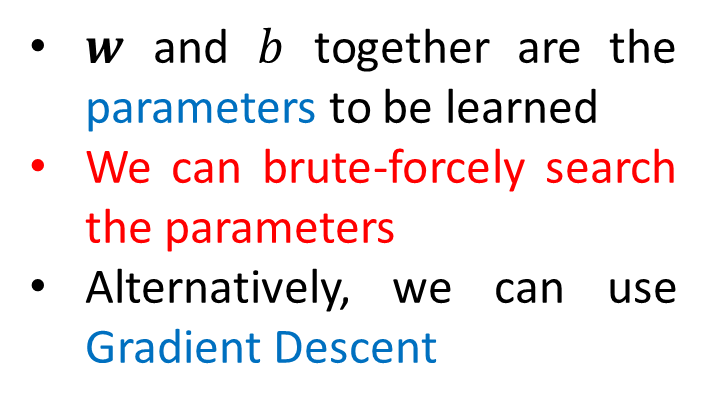 • w and b together are the
parameters to be learned
• We can brute-forcely search
the parameters
• Alternatively, we can use
Gradient Descent